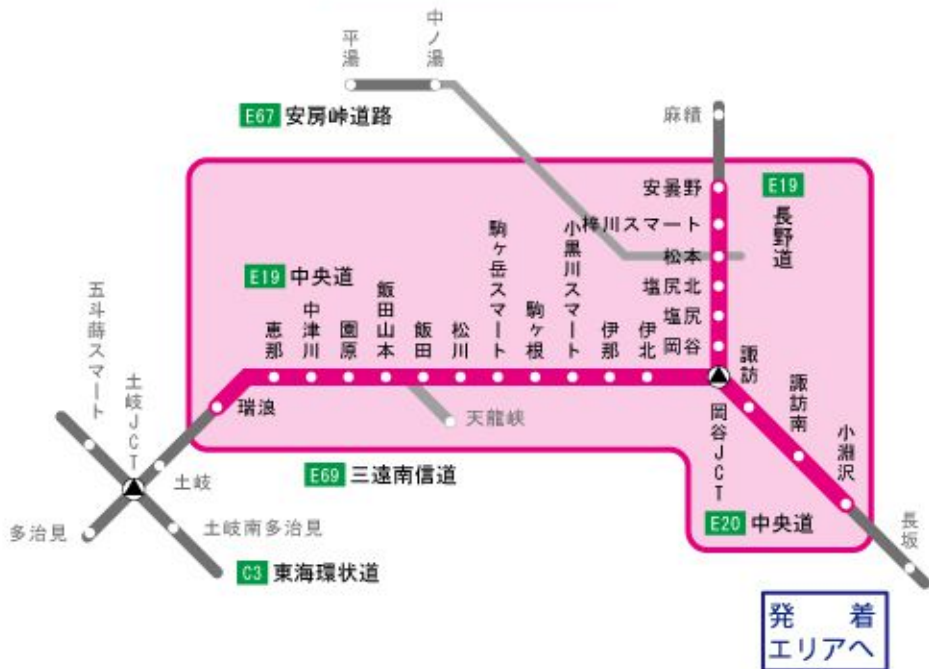 中ノ湯
平湯
E67 安房峠道路
麻績
安曇野
E19
長野道
梓川スマート
松本
塩尻北
塩尻
岡谷
E19 中央道
恵那
中津川
園原
飯田山本
飯田
松川
駒ヶ岳スマート
駒ヶ根
小黒川スマート
伊那
伊北
諏訪
諏訪南
小淵沢
長坂
岡谷JCT
E20 中央道
瑞浪
天龍峡
E69 三遠南信道
五斗蒔スマート
土岐JCT
土岐
多治見
土岐南多治見
C3 東海環状道
発 着
エリアへ